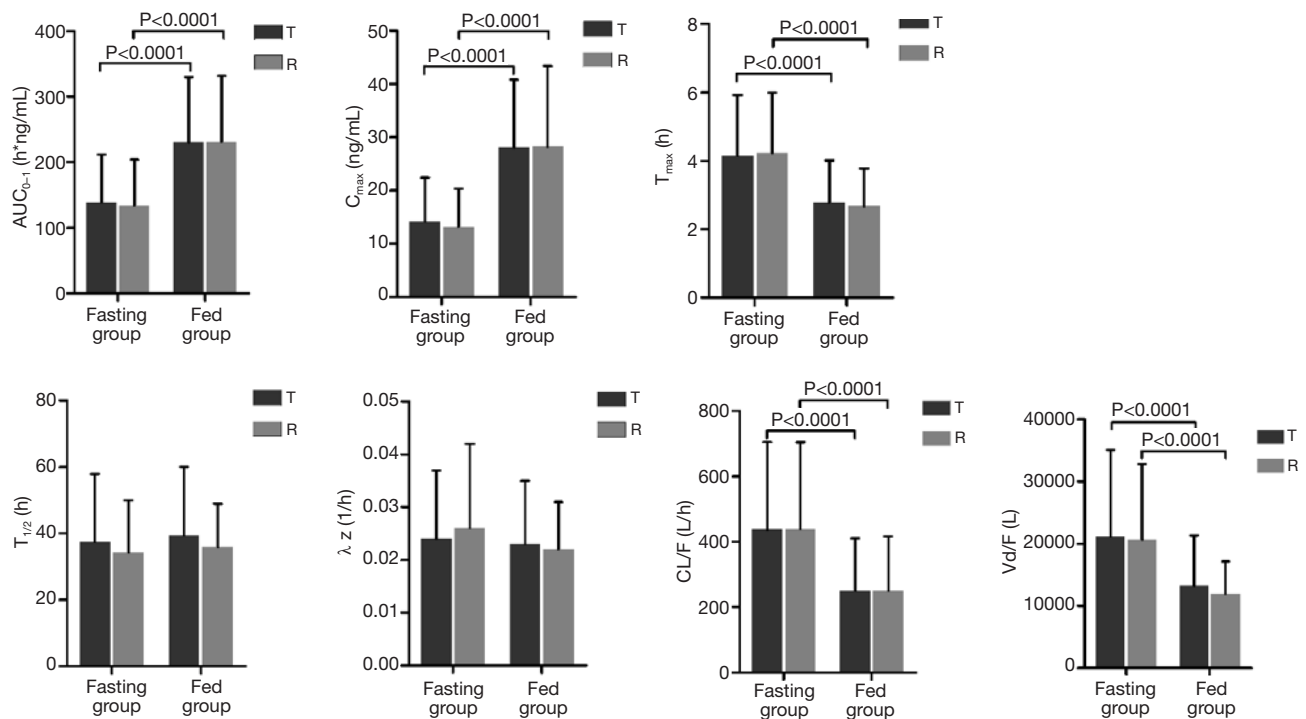 P<0.0001
P<0.0001
T
R
AUC0–1 (h*ng/mL)
400
300
200
100
0
Fasting group
Fed group
P<0.0001
P<0.0001
T
R
Cmax (ng/mL)
50
40
30
20
10
0
Fasting group
Fed group
P<0.0001
P<0.0001
T
R
Tmax (h)
8
6
4
2
0
Fasting group
Fed group
T
R
T1/2 (h)
80
60
40
20
0
Fasting group
Fed group
T
R
λ z (1/h)
0.05
0.04
0.03
0.02
0.01
0.00
Fasting group
Fed group
P<0.0001
P<0.0001
T
R
CL/F (L/h)
800
600
400
200
0
Fasting group
Fed group
P<0.0001
P<0.0001
T
R
Vd/F (L)
40000
30000
20000
10000
0
Fasting group
Fed group